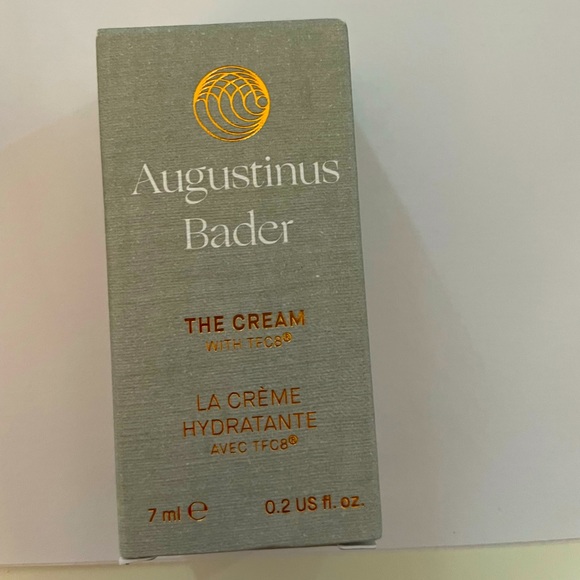 Augustinus
Bader
THE CREAM
WITH TFC8®
LA CRÈME
HYDRATANTE
AVEC TFC8®
7 ml ℮ 0.2 US fl. oz.